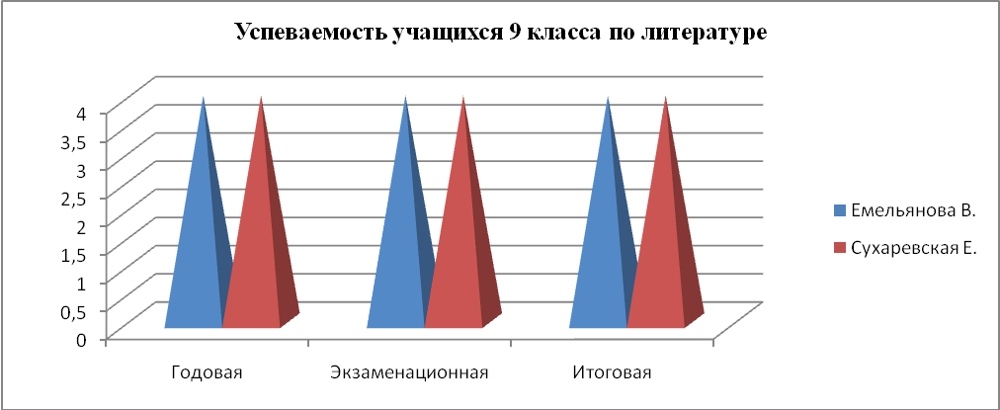 Успеваемость учащихся 9 класса по литературе
4
3,5
3
2,5
2
1,5
1
0,5
0
Годовая
Экзаменационная
Итоговая
Емельянова В.
Сухаревская Е.